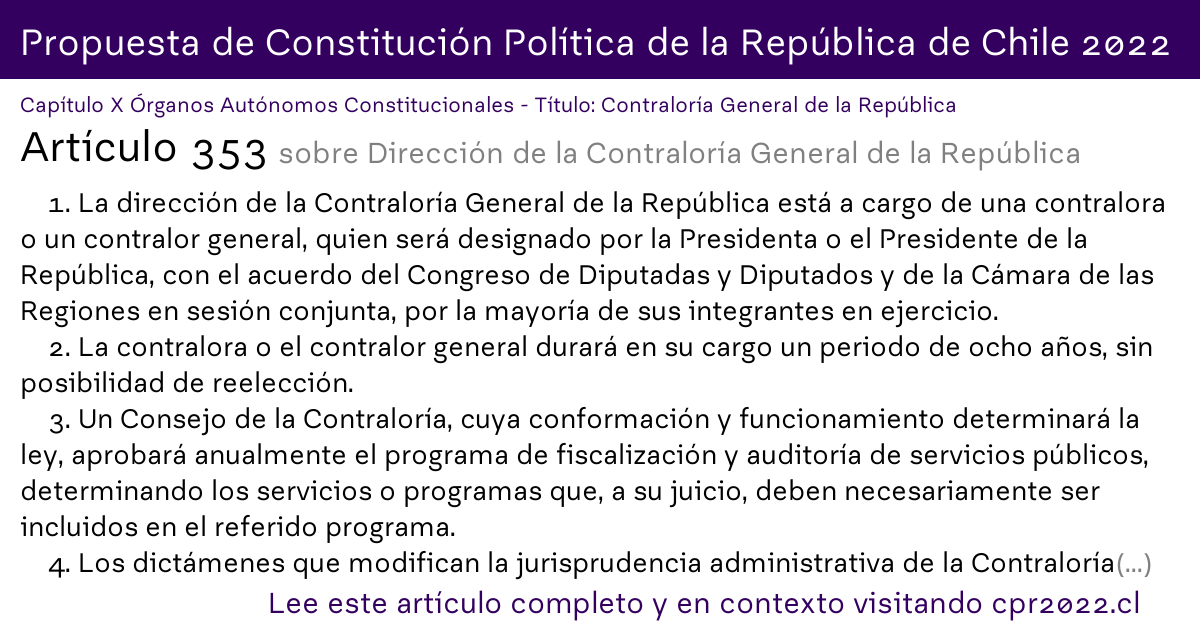 Propuesta de Constitución Política de la República de Chile 2022
Capítulo X Órganos Autónomos Constitucionales - Título: Contraloría General de la República
Artículo 353 sobre Dirección de la Contraloría General de la República
1. La dirección de la Contraloría General de la República está a cargo de una contralora
o un contralor general, quien será designado por la Presidenta o el Presidente de la
República, con el acuerdo del Congreso de Diputadas y Diputados y de la Cámara de las
Regiones en sesión conjunta, por la mayoría de sus integrantes en ejercicio.
2. La contralora o el contralor general durará en su cargo un periodo de ocho años, sin
posibilidad de reelección.
3. Un Consejo de la Contraloría, cuya conformación y funcionamiento determinará la
ley, aprobará anualmente el programa de fiscalización y auditoría de servicios públicos,
determinando los servicios o programas que, a su juicio, deben necesariamente ser
incluidos en el referido programa.
4. Los dictámenes que modifican la jurisprudencia administrativa de la Contraloría(...)
Lee este artículo completo y en contexto visitando cpr2022.cl